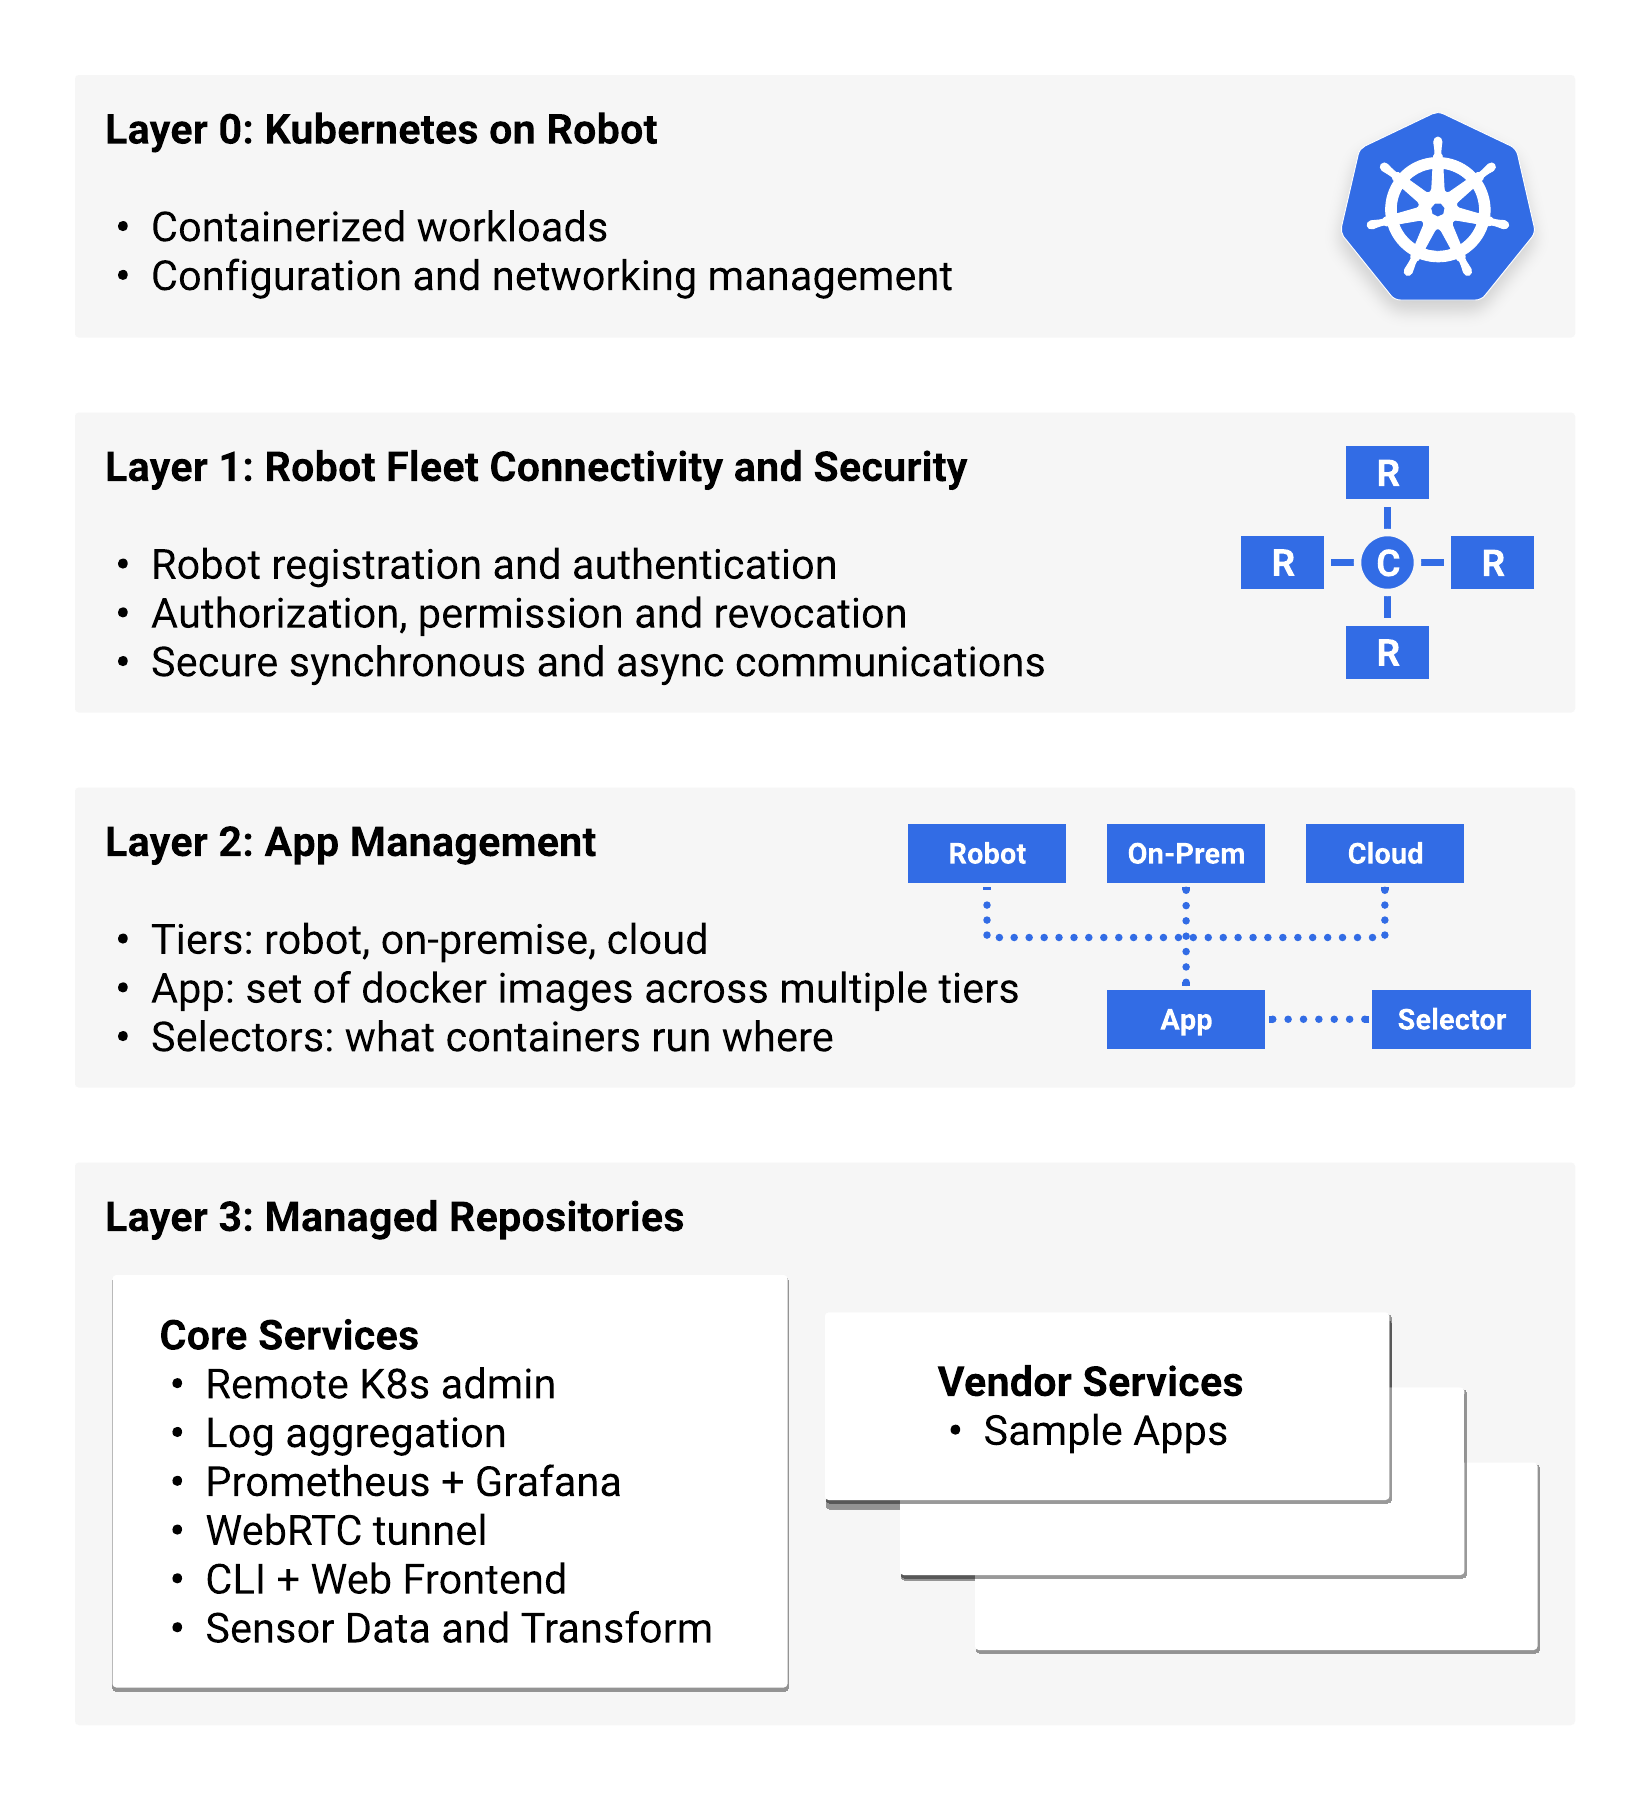 Layer 0: Kubernetes on Robot
• Containerized workloads
• Configuration and networking management
Layer 1: Robot Fleet Connectivity and Security
• Robot registration and authentication
• Authorization, permission and revocation
• Secure synchronous and async communications
R
R C R
R
Layer 2: App Management
• Tiers: robot, on-premise, cloud
• App: set of docker images across multiple tiers
• Selectors: what containers run where
Robot On-Prem Cloud
App Selector
Layer 3: Managed Repositories
Core Services
• Remote K8s admin
• Log aggregation
• Prometheus + Grafana
• WebRTC tunnel
• CLI + Web Frontend
• Sensor Data and Transform
Vendor Services
• Sample Apps